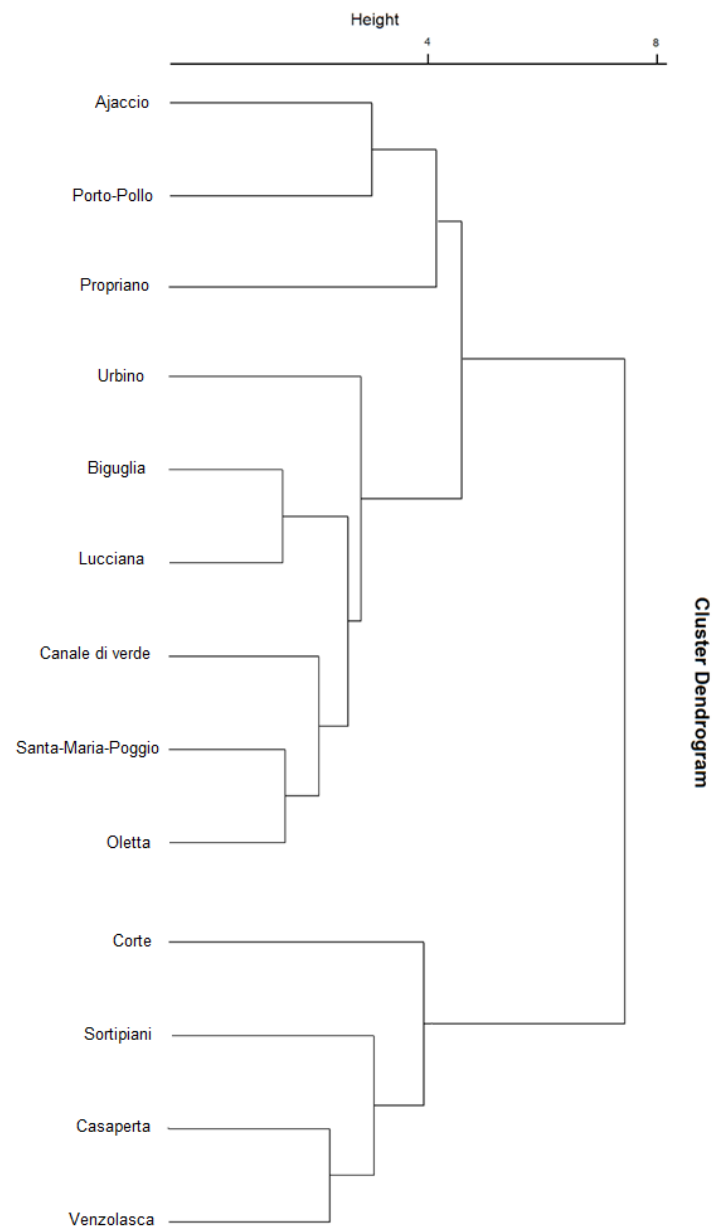 Height
4
8
Ajaccio
Porto-Pollo
Propriano
Urbino
Biguglia
Lucciana
Canale di verde
Santa-Maria-Poggio
Oletta
Corte
Sortipiani
Casaperta
Venzolasca
Cluster Dendrogram